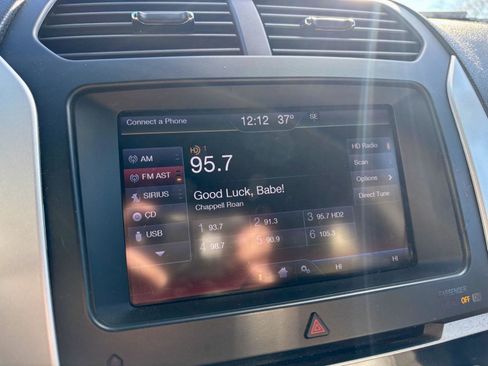 Connect a Phone 12:12 37° SE
AM
FM AST
SIRIUS
CD
USB
HD 1
95.7
Good Luck, Babe!
Chappell Roan
1 93.7 2 91.3 3 95.7 HD2
4 98.7 5 90.9 6 105.3
HD Radio
Scan
Options >
Direct Tune
HI HI
PASSENGER
OFF